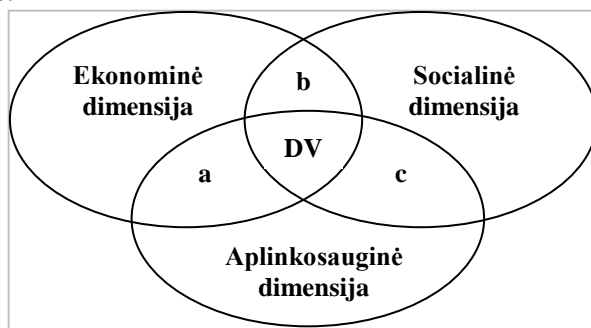 Ekonominė
dimensija
b
Socialinė
dimensija
DV
a
c
Aplinkosauginė
dimensija